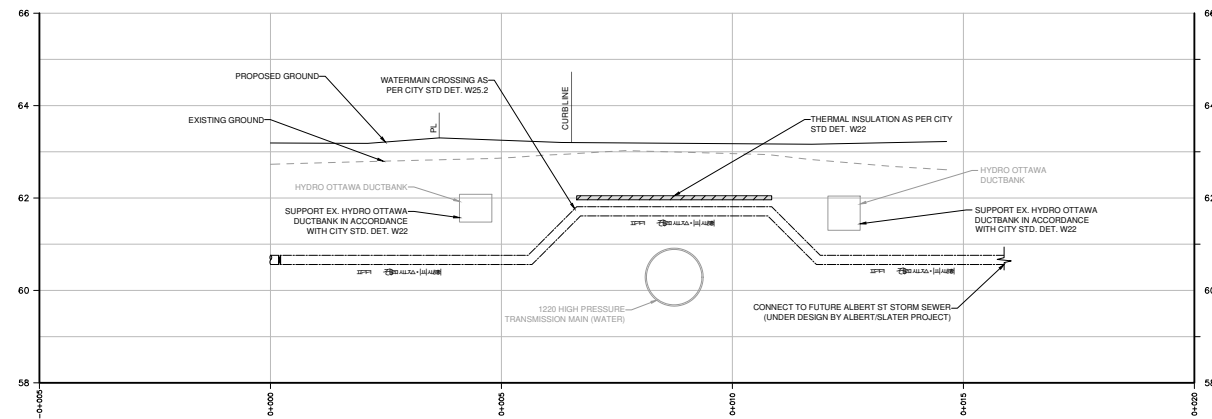 66
66
PROPOSED GROUND
WATERMAIN CROSSING AS
PER CITY STD DET. W25.2
64
64
EXISTING GROUND
PL
CURB LINE
THERMAL INSULATION AS PER CITY
STD DET. W22
HYDRO OTTAWA DUCTBANK
HYDRO OTTAWA
DUCTBANK
62
62
SUPPORT EX. HYDRO OTTAWA
DUCTBANK IN ACCORDANCE
WITH CITY STD. DET. W22
SUPPORT EX. HYDRO OTTAWA
DUCTBANK IN ACCORDANCE
WITH CITY STD. DET. W22
60
60
1220 HIGH PRESSURE
TRANSMISSION MAIN (WATER)
CONNECT TO FUTURE ALBERT ST STORM SEWER
(UNDER DESIGN BY ALBERT/SLATER PROJECT)
58
58
-0+005
0+000
0+005
0+010
0+015
0+020